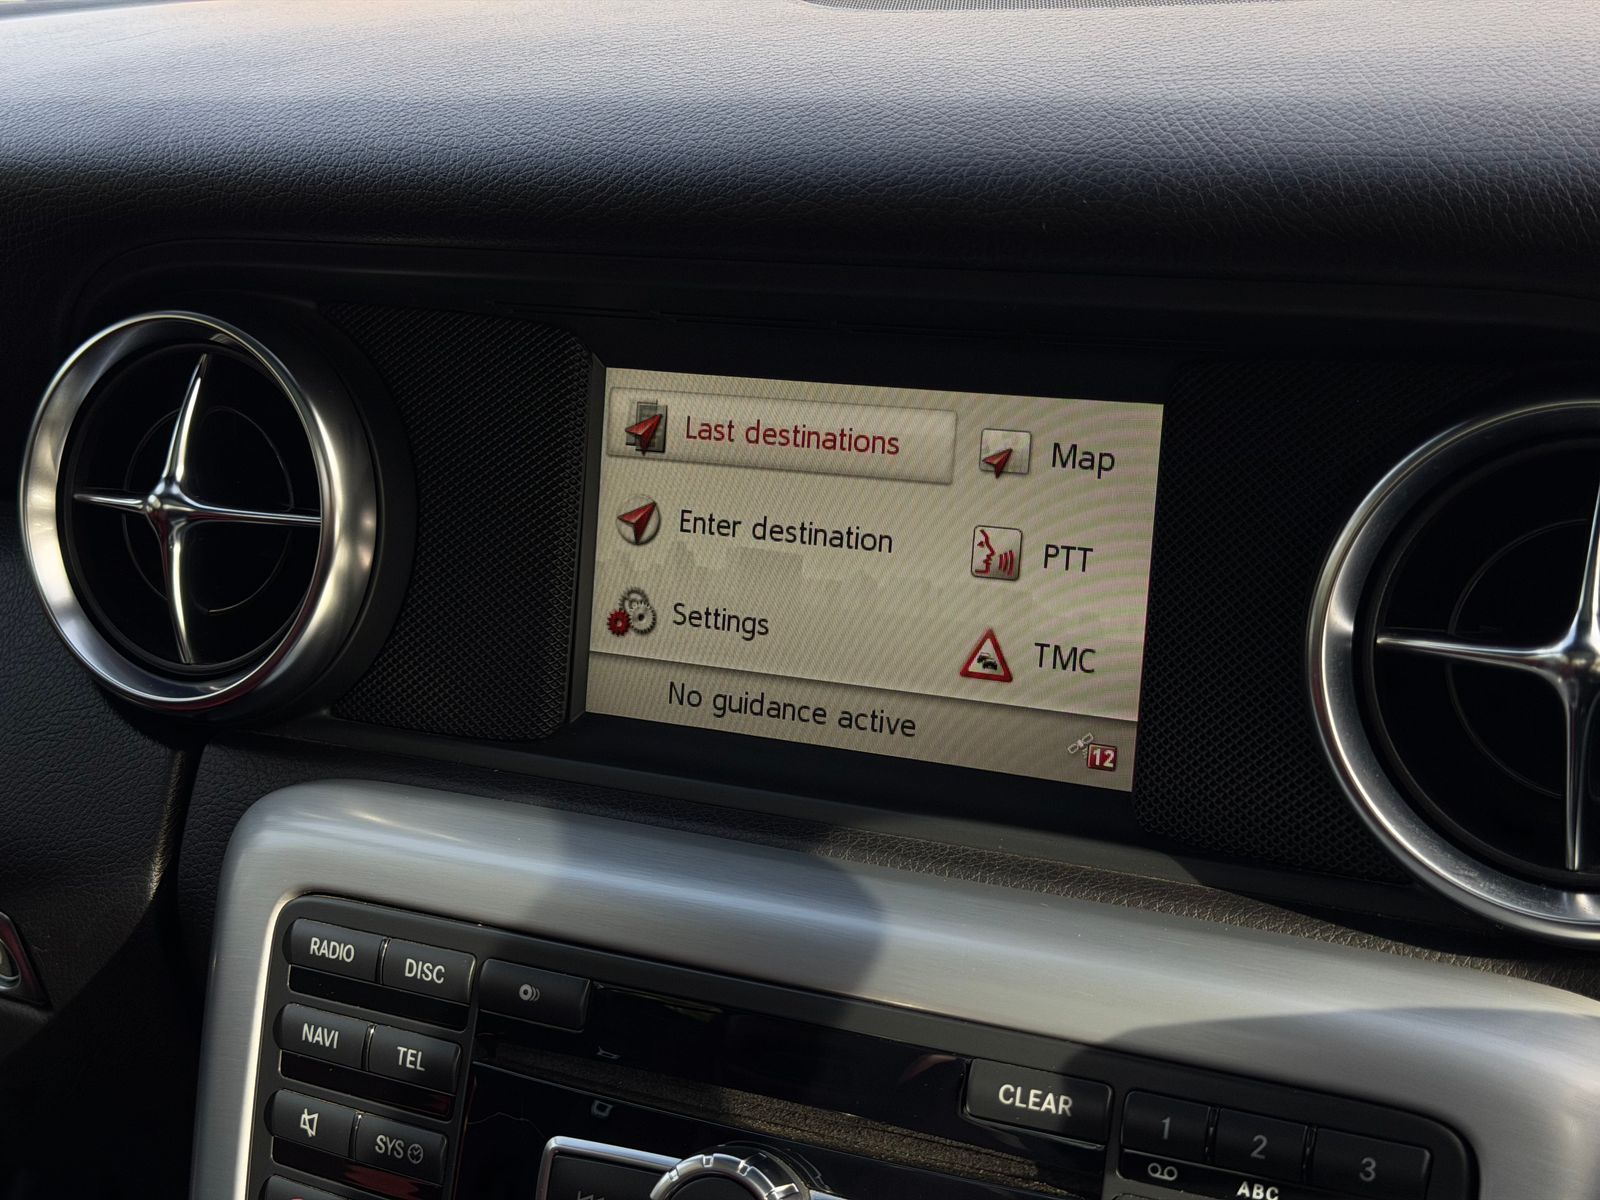 Last destinations
Map
Enter destination
PTT
Settings
TMC
No guidance active
12
RADIO
DISC
NAVI
TEL
SYS
CLEAR
1
2
3
ABC